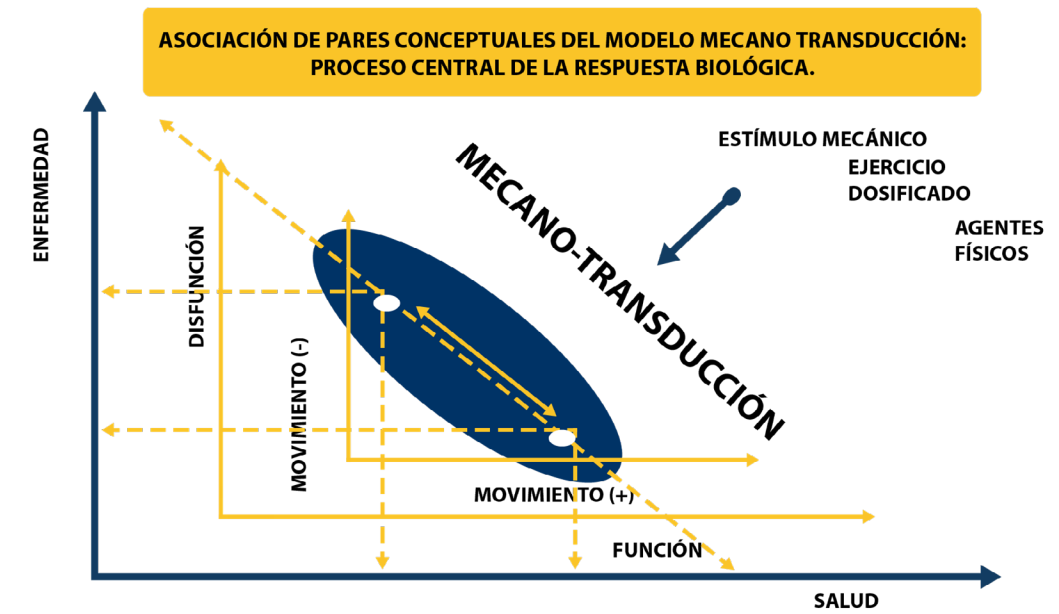 ASOCIACIÓN DE PARES CONCEPTUALES DEL MODELO MECANO TRANSDUCCIÓN:
PROCESO CENTRAL DE LA RESPUESTA BIOLÓGICA.
ENFERMEDAD
DISFUNCIÓN
MOVIMIENTO (-)
MECANO-TRANSDUCCIÓN
ESTÍMULO MECÁNICO
EJERCICIO
DOSIFICADO
AGENTES
FÍSICOS
MOVIMIENTO (+)
FUNCIÓN
SALUD